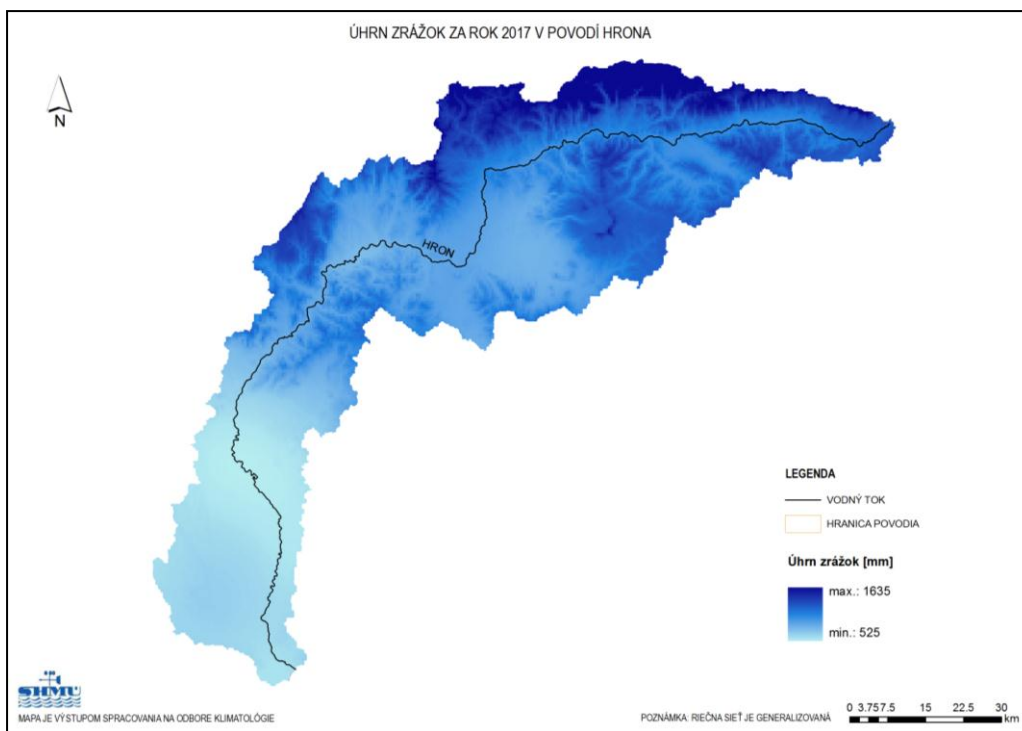 ÚHRN ZRÁŽOK ZA ROK 2017 V POVODÍ HRONA
N
HRON
LEGENDA
VODNÝ TOK
HRANICA POVODIA
Úhrn zrážok [mm]
max.: 1635
min.: 525
SHMÚ
MAPA JE VÝSTUPOM SPRACOVANIA NA ODBORE KLIMATOLÓGIE
POZNÁMKA: RIEČNA SIEŤ JE GENERALIZOVANÁ
0 3.75 7.5 15 22.5 30
km